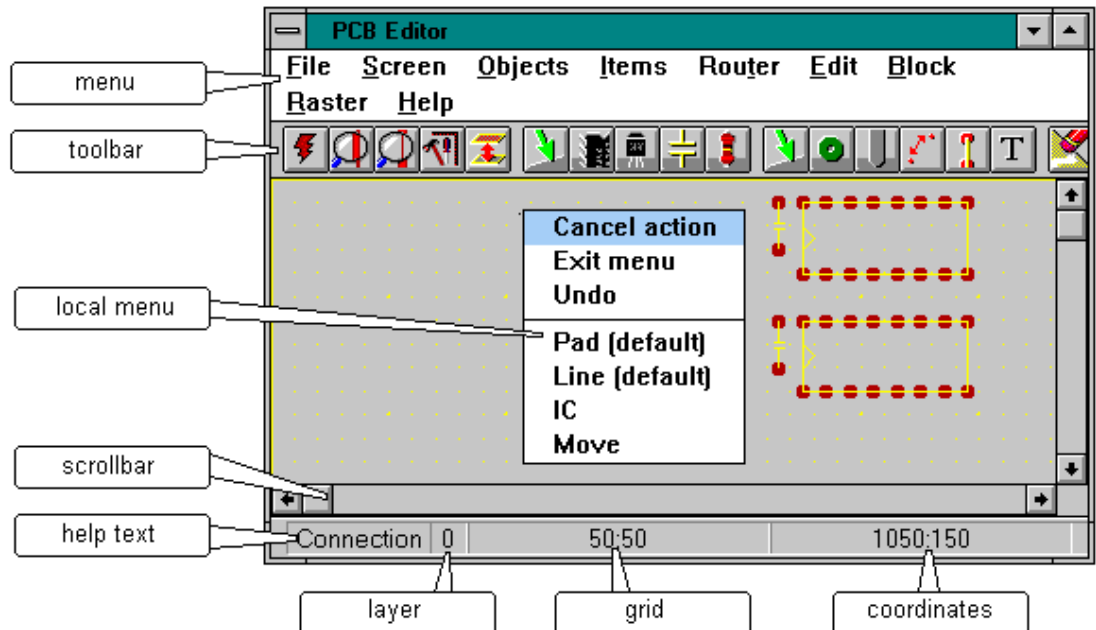 PCB Editor
File Screen Objects Items Router Edit Block
Raster Help
menu
toolbar
T
Cancel action
Exit menu
Undo
Pad (default)
Line (default)
IC
Move
local menu
scrollbar
help text
Connection 0 50;50 1050;150
layer grid coordinates